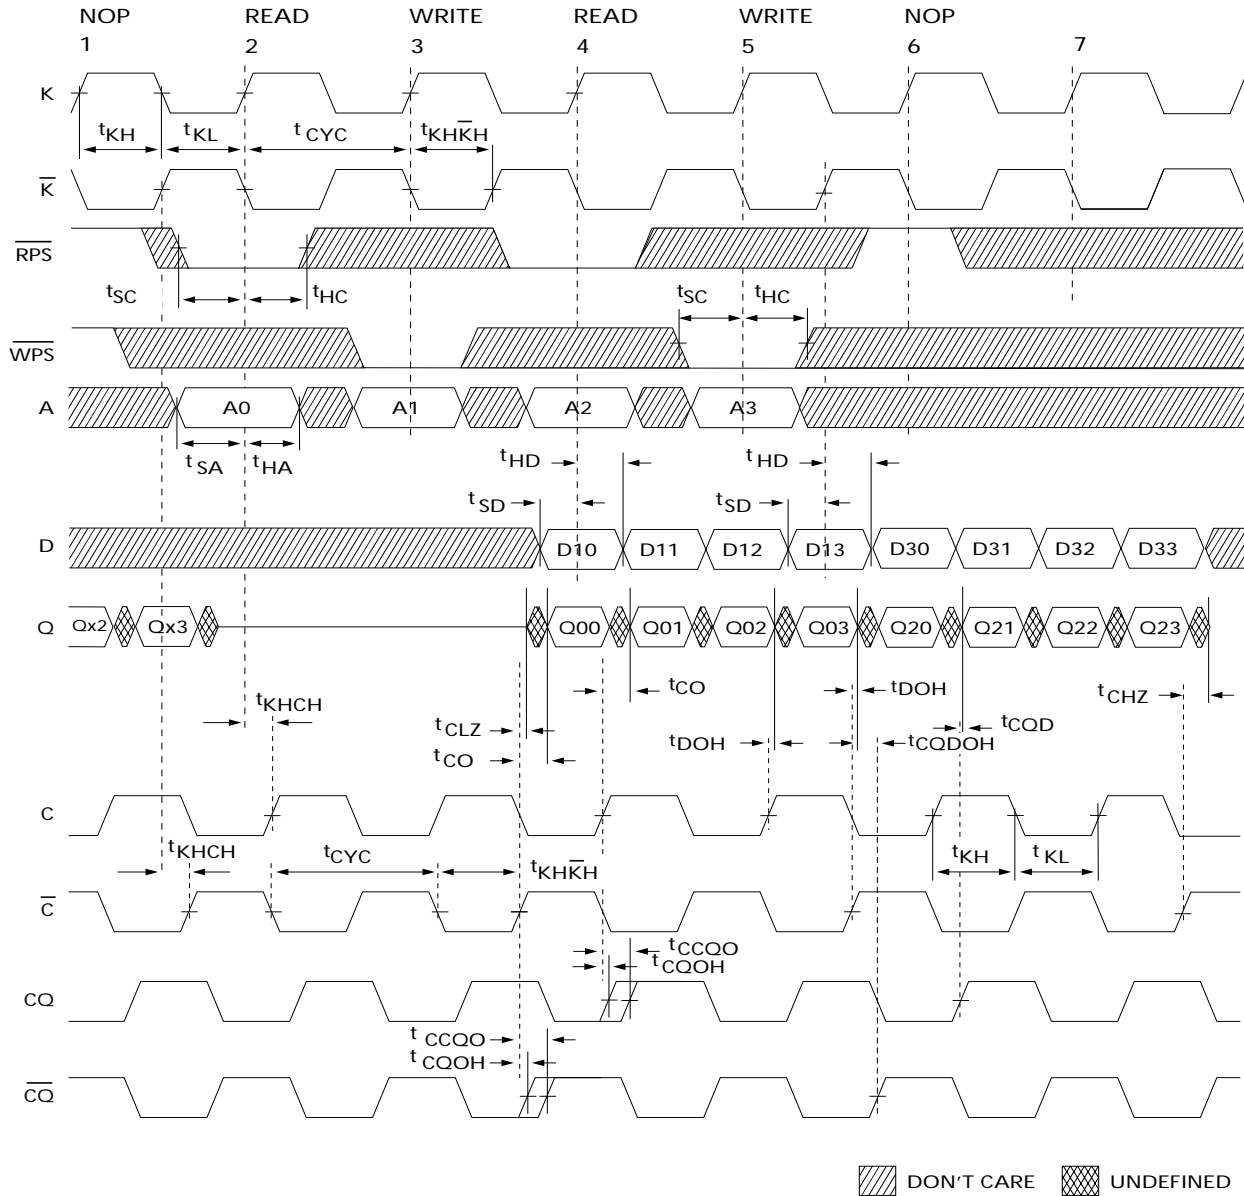 NOP READ WRITE READ WRITE NOP
1 2 3 4 5 6 7
K
tKH tKL tCYC tKHK̅H
K̅
R̅P̅S̅
tSC tHC tSC tHC
W̅P̅S̅
A A0 A1 A2 A3
tSA tHA tHD tHD
tSD tSD
D D10 D11 D12 D13 D30 D31 D32 D33
Q Qx2 Qx3 Q00 Q01 Q02 Q03 Q20 Q21 Q22 Q23
tCO tDOH tCHZ
tKHCH tCLZ tDOH tCQDOH tCQD
tCO
C
tKHCH tCYC tKHK̅H tKH tKL
C̅
tCCQO
tCQOH
CQ
tCCQO
tCQOH
C̅Q̅
DON'T CARE UNDEFINED